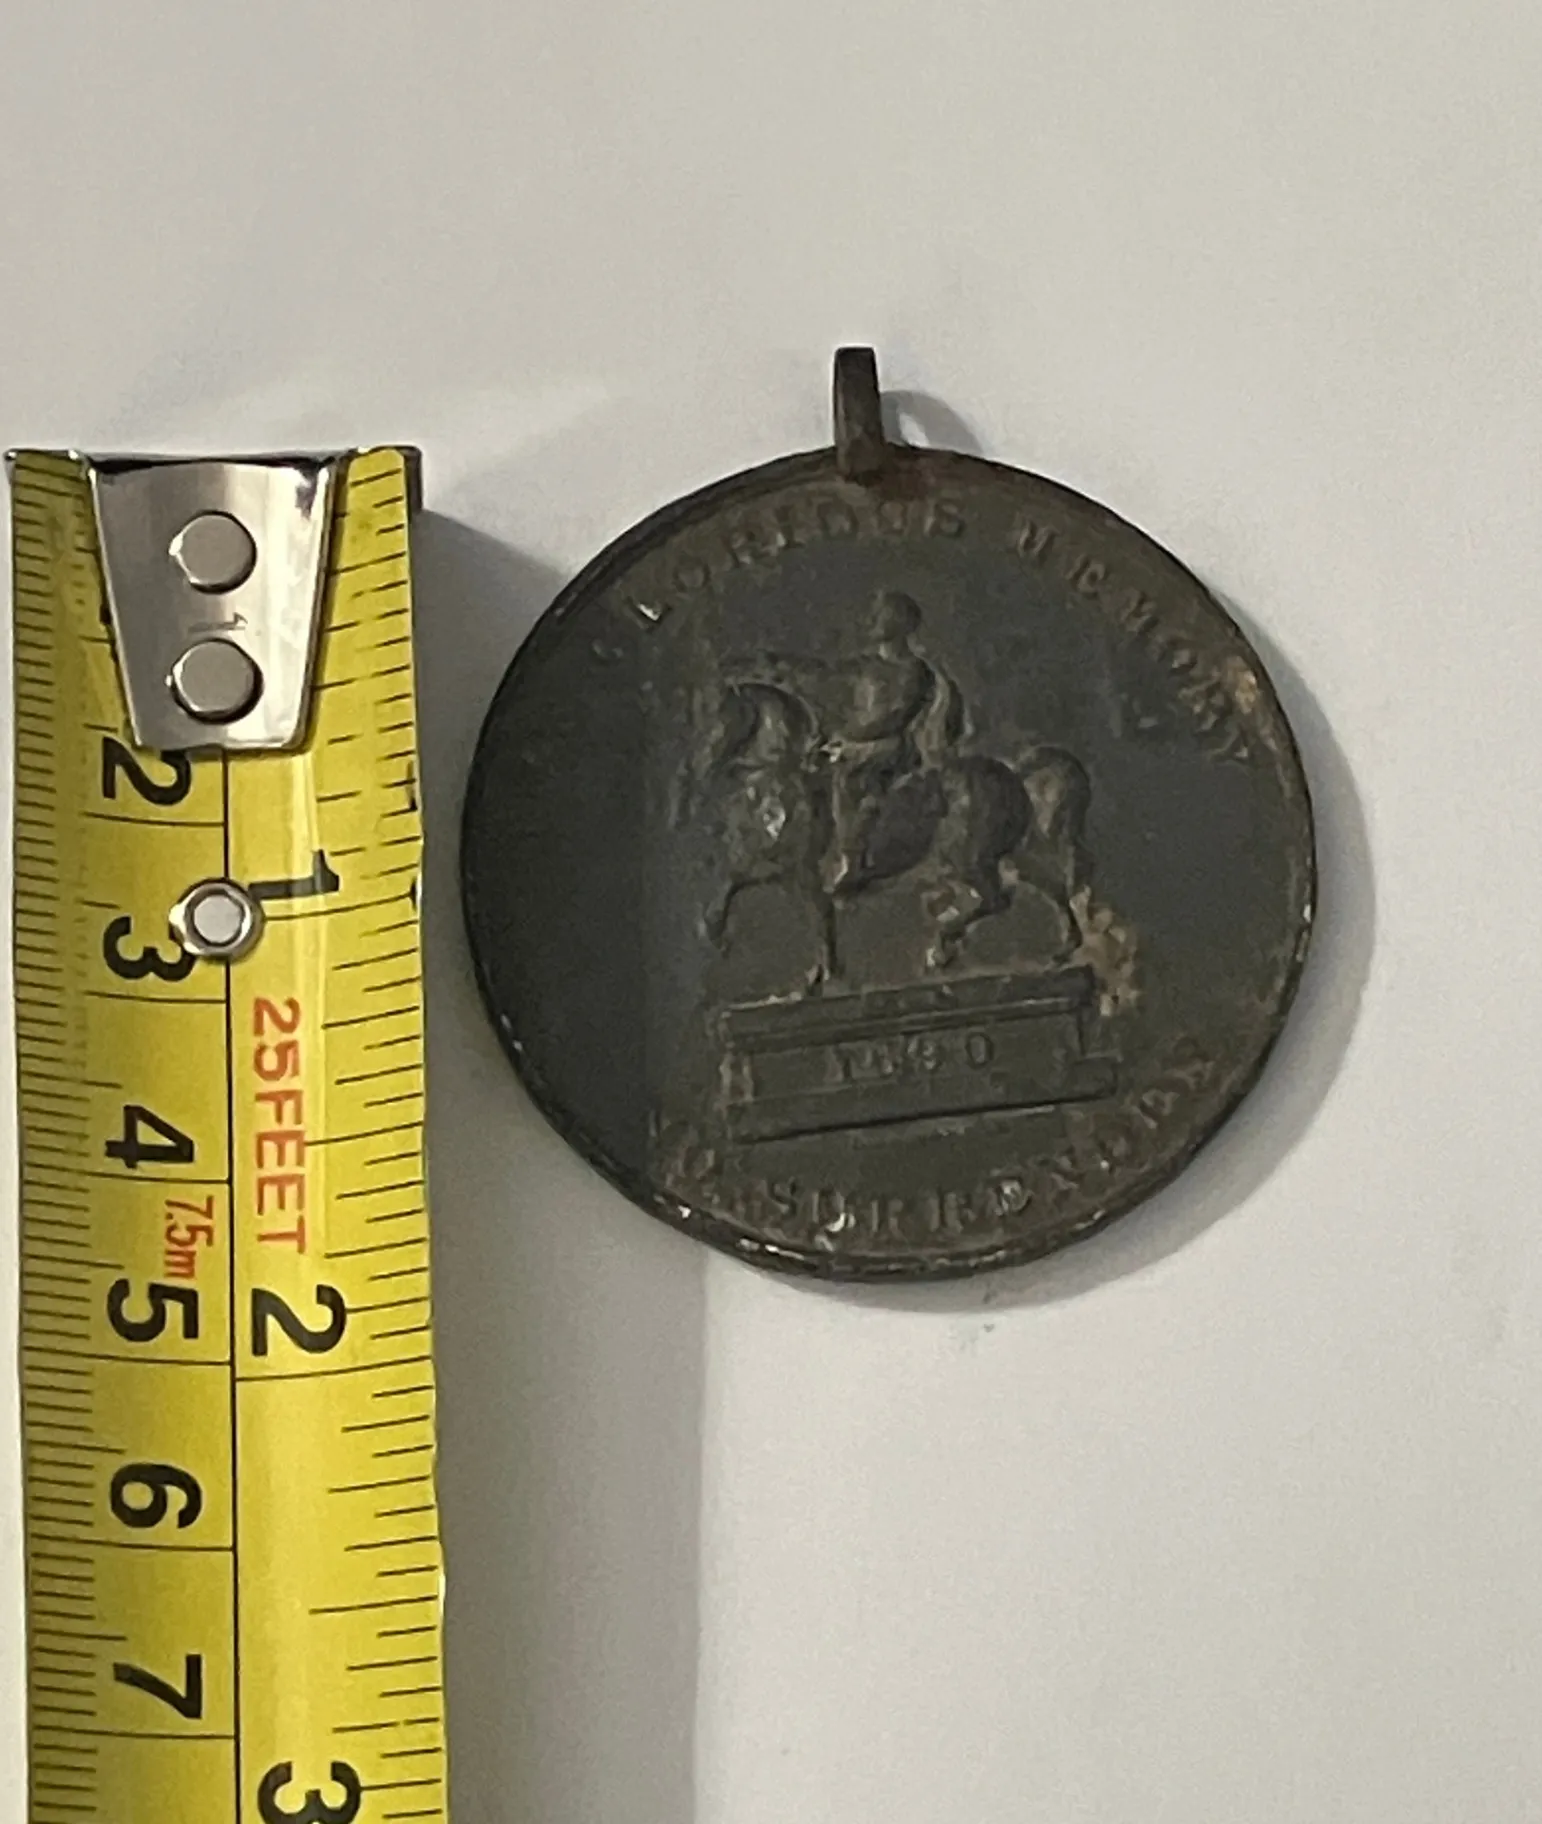 GLORIOUS MEMORY
1690
NO SURRENDER
2 3 4 5 6 7
7.5m
1 2 3
25FEET